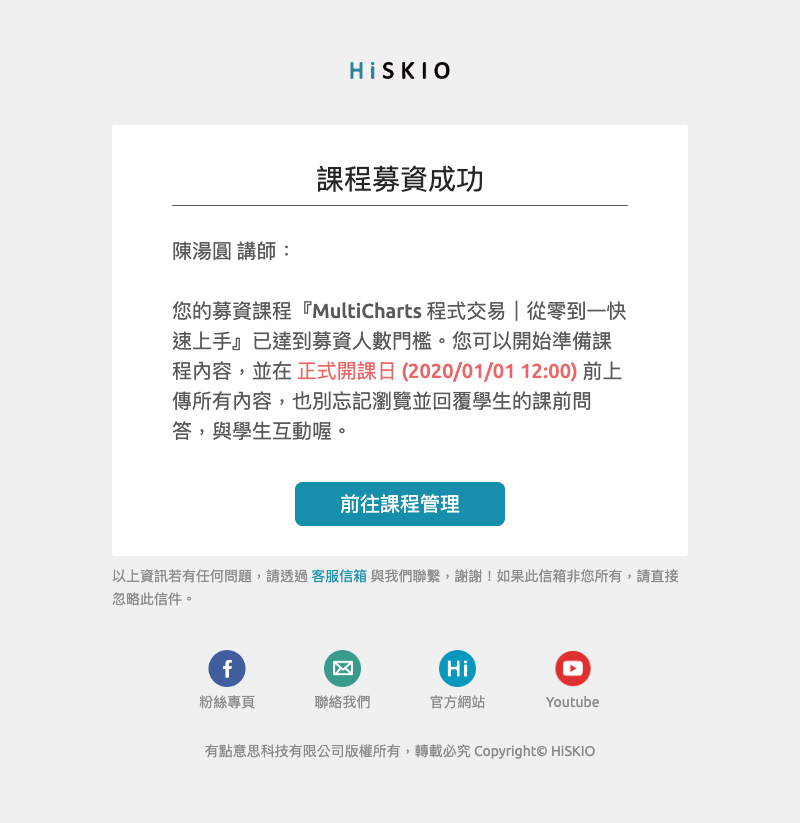 HiSKIO
課程募資成功
陳湯圓 講師：
您的募資課程『MultiCharts 程式交易｜從零到一快
速上手』已達到募資人數門檻。您可以開始準備課
程內容，並在 正式開課日 (2020/01/01 12:00) 前上
傳所有內容，也別忘記瀏覽並回覆學生的課前問
答，與學生互動喔。
前往課程管理
以上資訊若有任何問題，請透過 客服信箱 與我們聯繫，謝謝！如果此信箱非您所有，請直接
忽略此信件。
f Hi
粉絲專頁 聯絡我們 官方網站 Youtube
有點意思科技有限公司版權所有，轉載必究 Copyright© HiSKIO